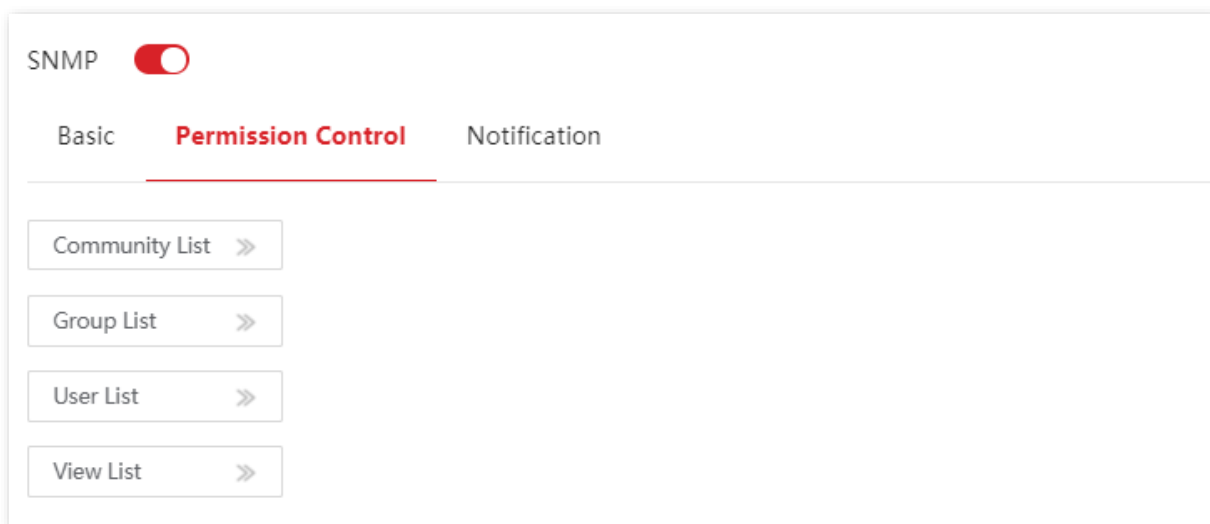 SNMP
Basic Permission Control Notification
Community List
Group List
User List
View List